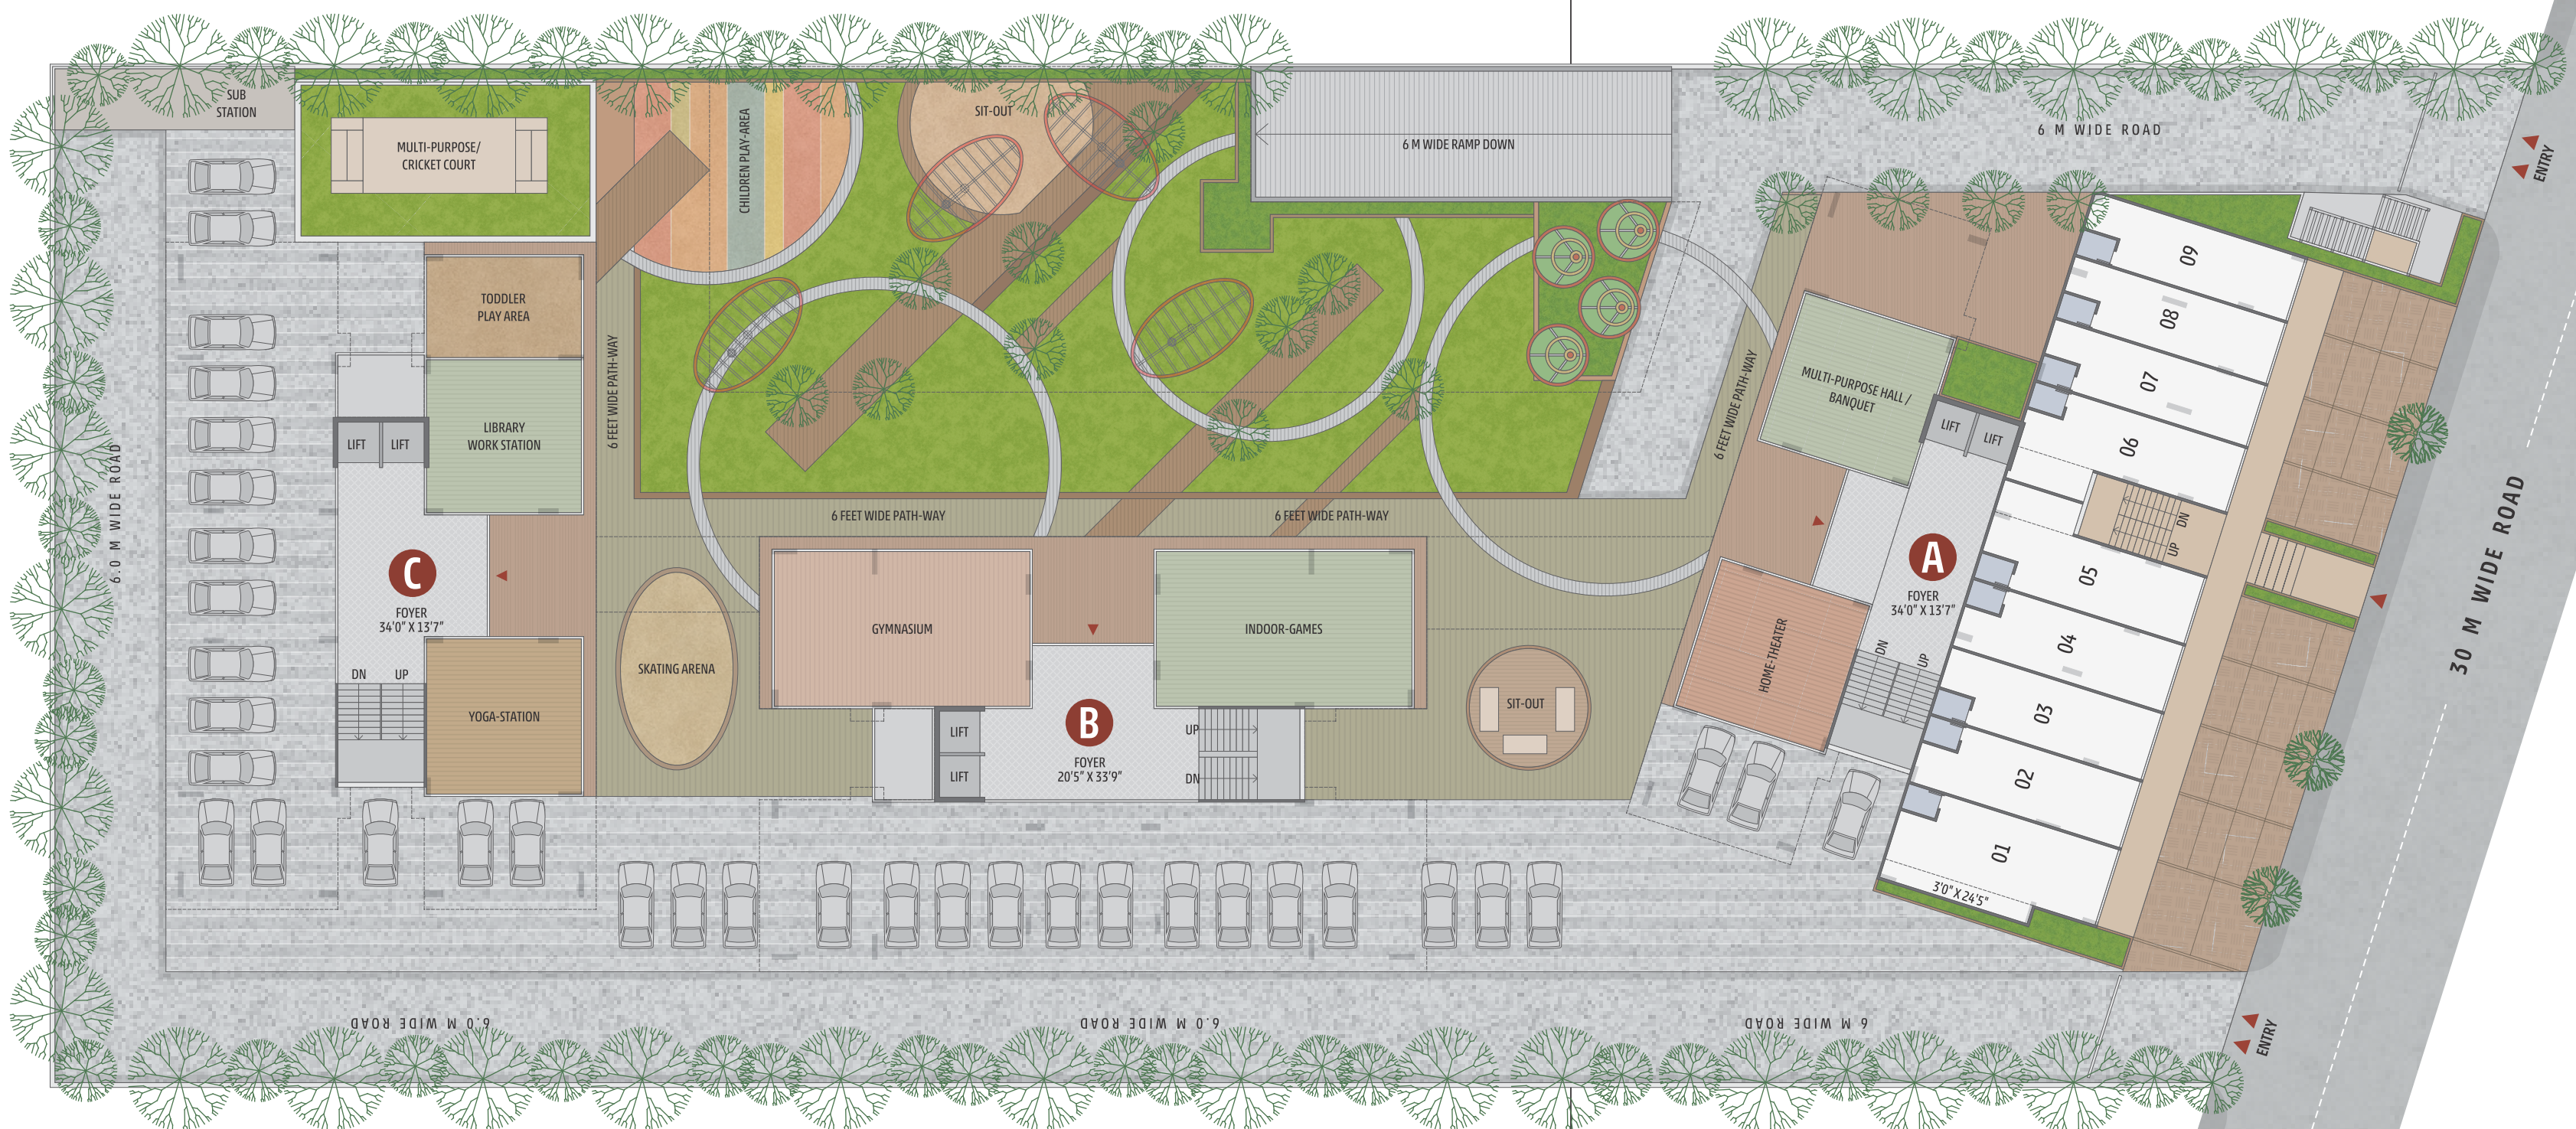 SUB
STATION
MULTI-PURPOSE/
CRICKET COURT
CHILDREN PLAY-AREA
SIT-OUT
6 M WIDE RAMP DOWN
6 M WIDE ROAD
ENTRY
TODDLER
PLAY AREA
LIBRARY
WORK STATION
LIFT
LIFT
6.0 M WIDE ROAD
C
FOYER
34'0" X 13'7"
DN
UP
YOGA-STATION
6 FEET WIDE PATH-WAY
6 FEET WIDE PATH-WAY
6 FEET WIDE PATH-WAY
6 FEET WIDE PATH-WAY
SKATING ARENA
GYMNASIUM
INDOOR-GAMES
B
FOYER
20'5" X 33'9"
LIFT
LIFT
UP
DN
SIT-OUT
MULTI-PURPOSE HALL /
BANQUET
LIFT
LIFT
A
FOYER
34'0" X 13'7"
HOME-THEATER
DN
UP
09
08
07
06
DN
UP
05
04
03
02
01
3'0" X 24'5"
30 M WIDE ROAD
6.0 M WIDE ROAD
6.0 M WIDE ROAD
6 M WIDE ROAD
ENTRY